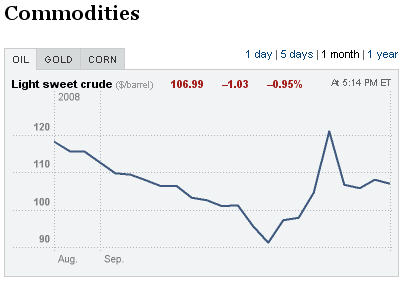 Commodities
OIL GOLD CORN 1 day | 5 days | 1 month | 1 year
Light sweet crude ($/barrel) 106.99 –1.03 –0.95% At 5:14 PM ET
2008
120
110
100
90
Aug. Sep.